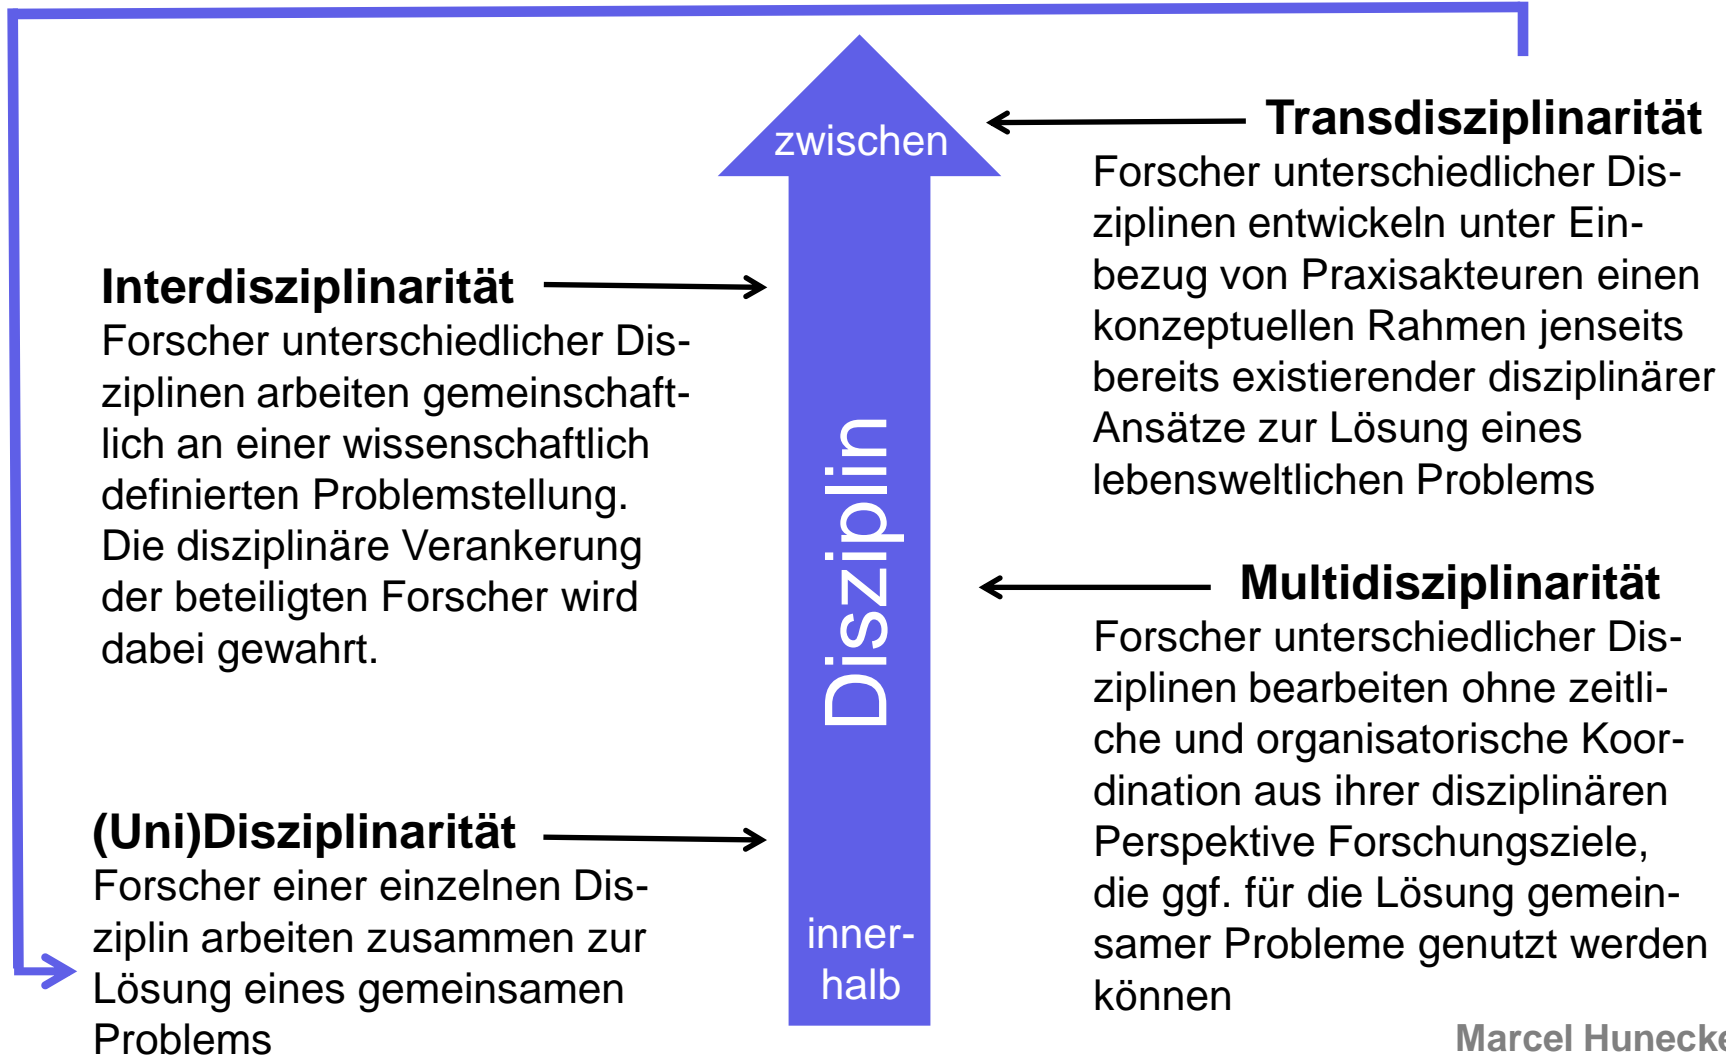 zwischen
Disziplin
inner-
halb
Transdisziplinarität
Forscher unterschiedlicher Dis-
ziplinen entwickeln unter Ein-
bezug von Praxisakteuren einen
konzeptuellen Rahmen jenseits
bereits existierender disziplinärer
Ansätze zur Lösung eines
lebensweltlichen Problems
Interdisziplinarität
Forscher unterschiedlicher Dis-
ziplinen arbeiten gemeinschaft-
lich an einer wissenschaftlich
definierten Problemstellung.
Die disziplinäre Verankerung
der beteiligten Forscher wird
dabei gewahrt.
Multidisziplinarität
Forscher unterschiedlicher Dis-
ziplinen bearbeiten ohne zeitli-
che und organisatorische Koor-
dination aus ihrer disziplinären
Perspektive Forschungsziele,
die ggf. für die Lösung gemein-
samer Probleme genutzt werden
können
(Uni)Disziplinarität
Forscher einer einzelnen Dis-
ziplin arbeiten zusammen zur
Lösung eines gemeinsamen
Problems
Marcel Hunecke